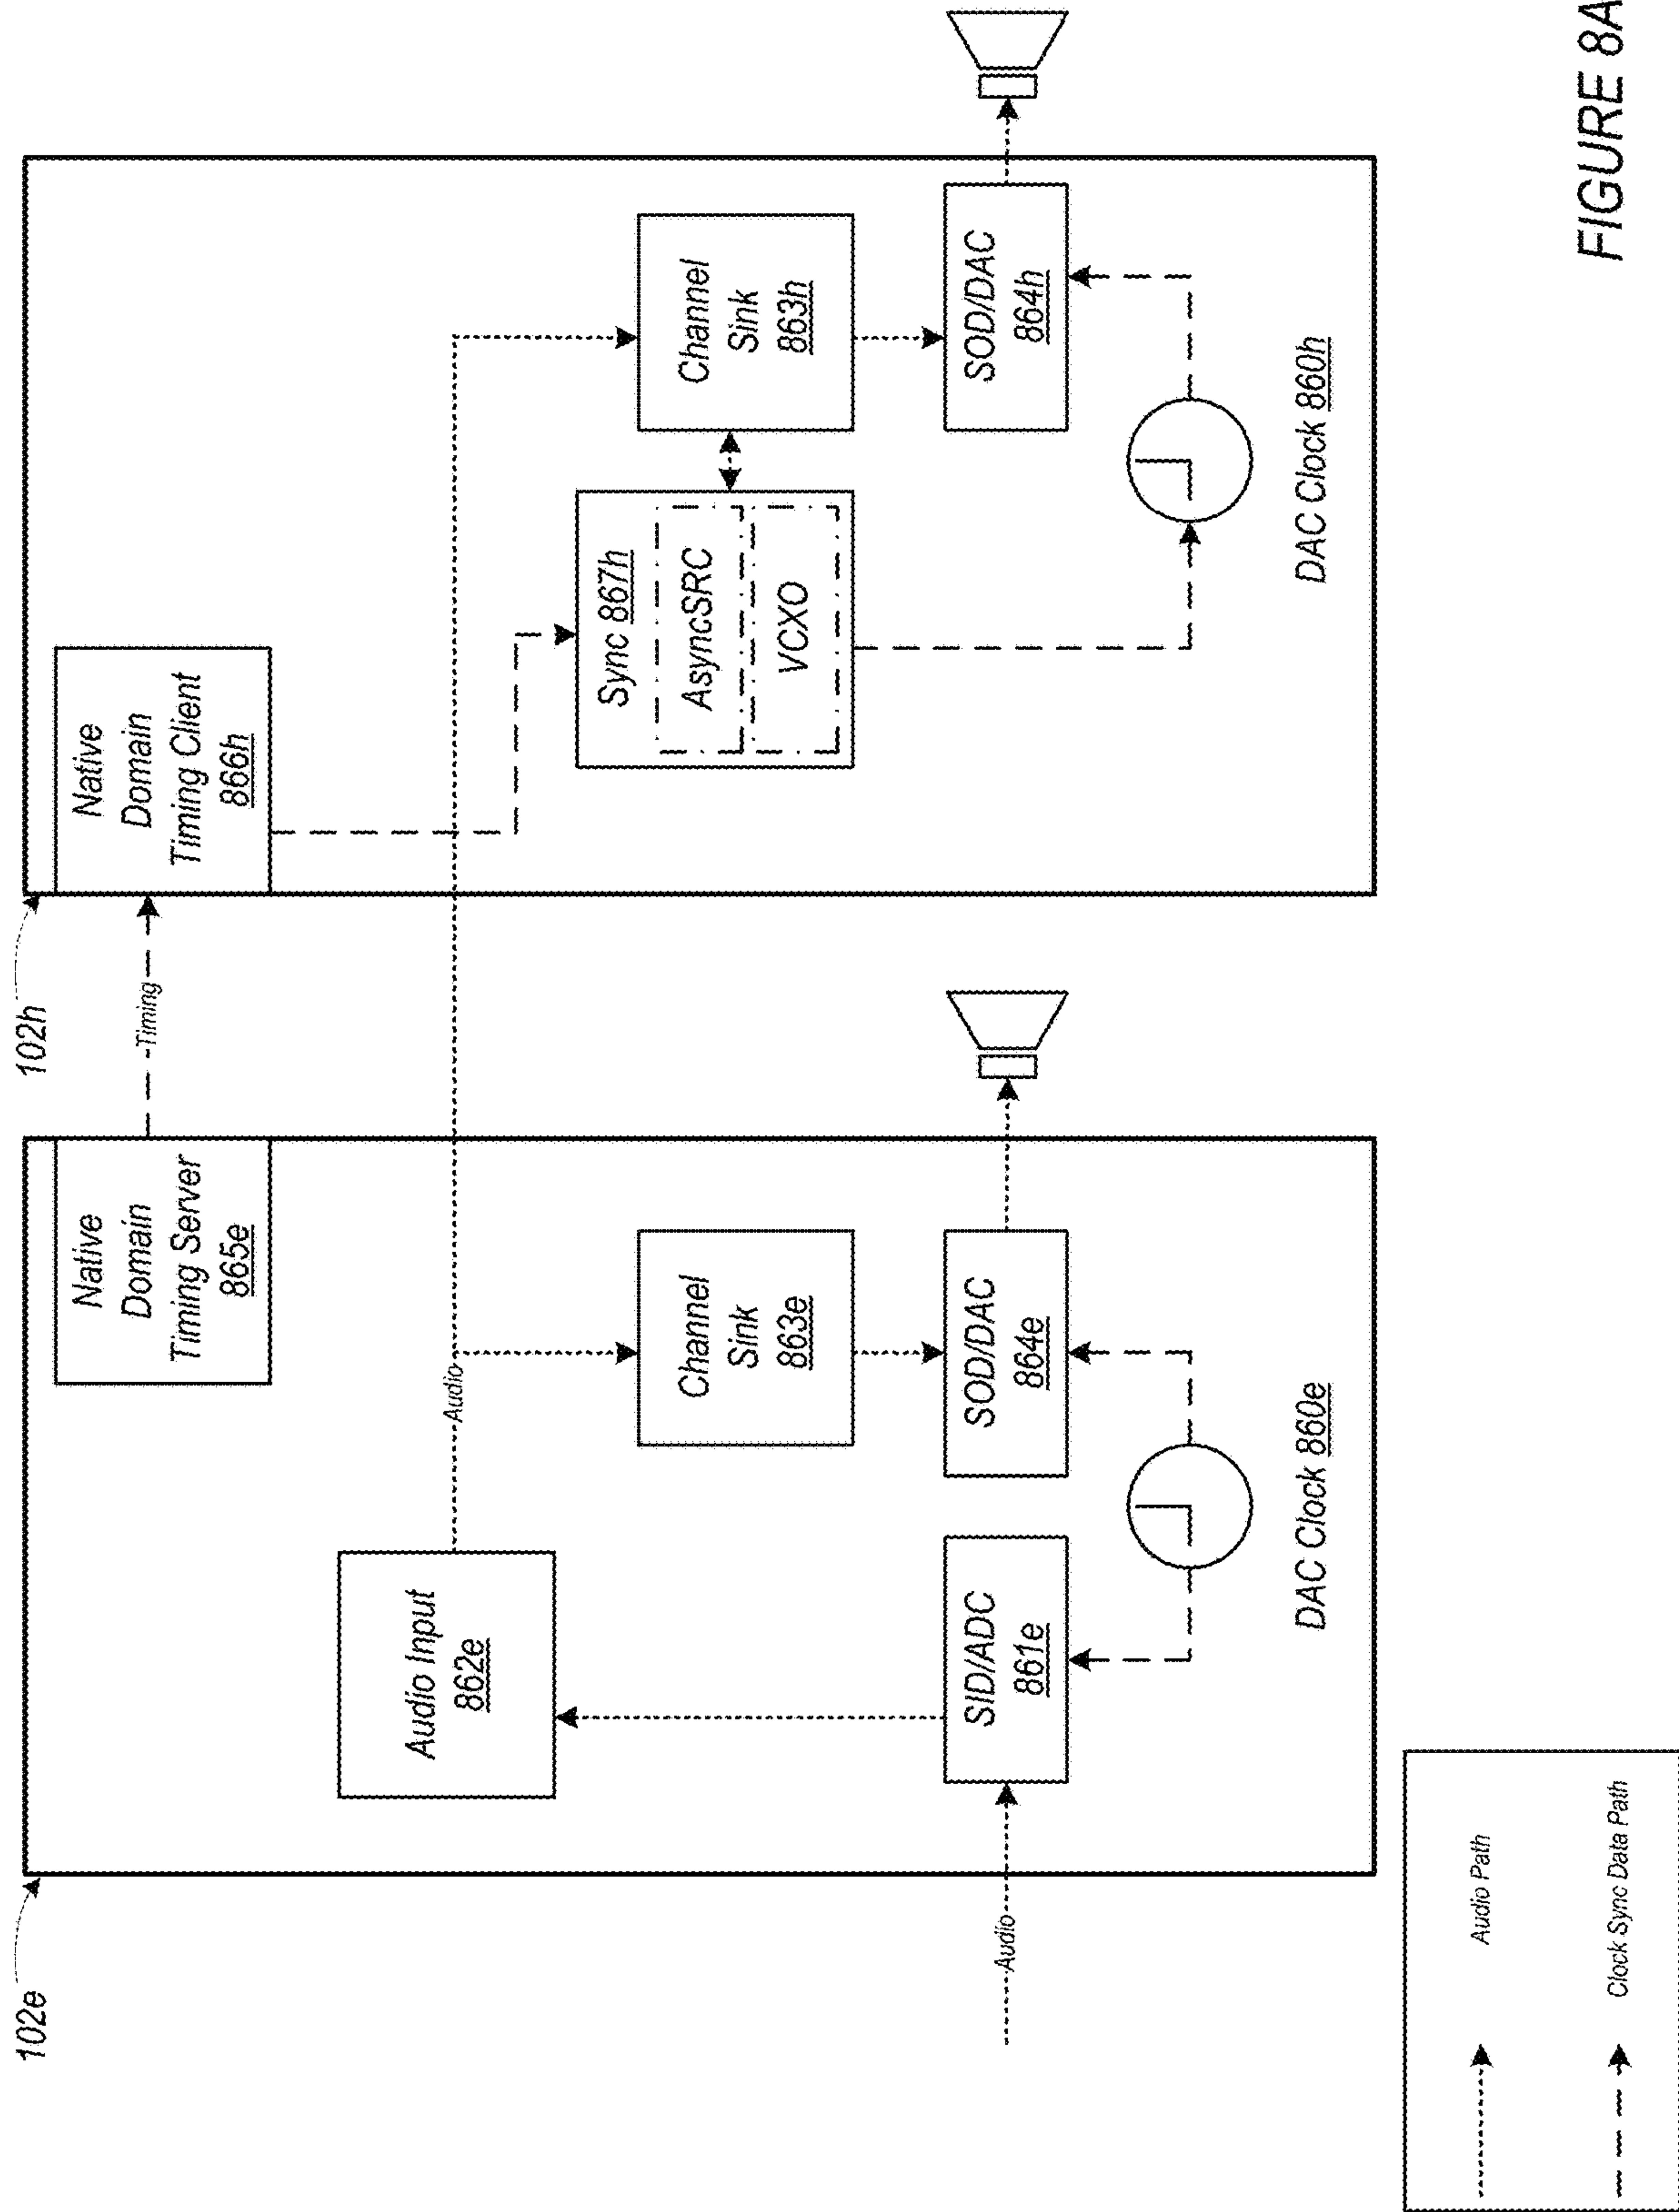 102e
102h
Native
Domain
Timing Server
865e
Timing
Native
Domain
Timing Client
866h
Audio Input
862e
Audio
Channel
Sink
863e
Sync 867h
AsyncSRC
VCXO
Channel
Sink
863h
Audio
SID/ADC
861e
SOD/DAC
864e
SOD/DAC
864h
DAC Clock 860e
DAC Clock 860h
Audio Path
Clock Sync Data Path
FIGURE 8A